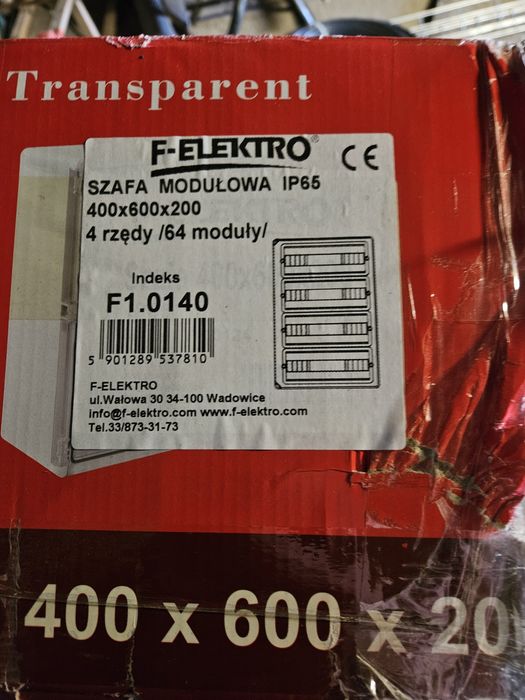 Transparent
F-ELEKTRO®
CE
SZAFA MODUŁOWA IP65
400x600x200
4 rzędy /64 moduły/
Indeks
F1.0140
5 901289 537810
F-ELEKTRO
ul.Wałowa 30 34-100 Wadowice
info@f-elektro.com www.f-elektro.com
Tel.33/873-31-73
400 x 600 x 20